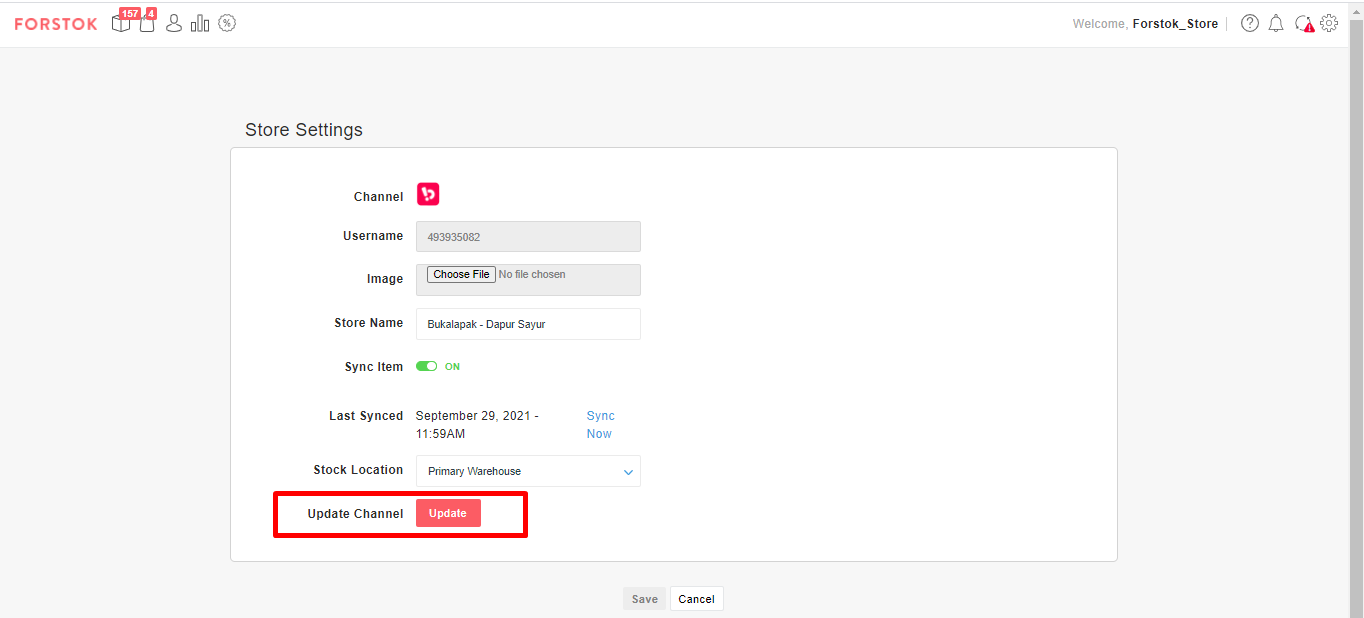 FORSTOK 157 4 % Welcome, Forstok_Store ?
Store Settings
Channel
Username 493935082
Image Choose File No file chosen
Store Name Bukalapak - Dapur Sayur
Sync Item ON
Last Synced September 29, 2021 - Sync
11:59AM Now
Stock Location Primary Warehouse
Update Channel Update
Save Cancel